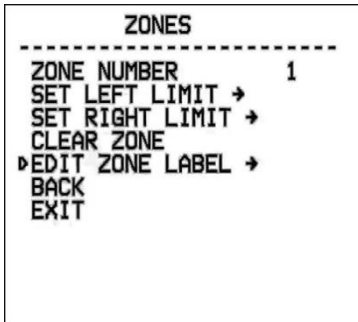 ZONES
------------------------
ZONE NUMBER 1
SET LEFT LIMIT →
SET RIGHT LIMIT →
CLEAR ZONE
EDIT ZONE LABEL →
BACK
EXIT